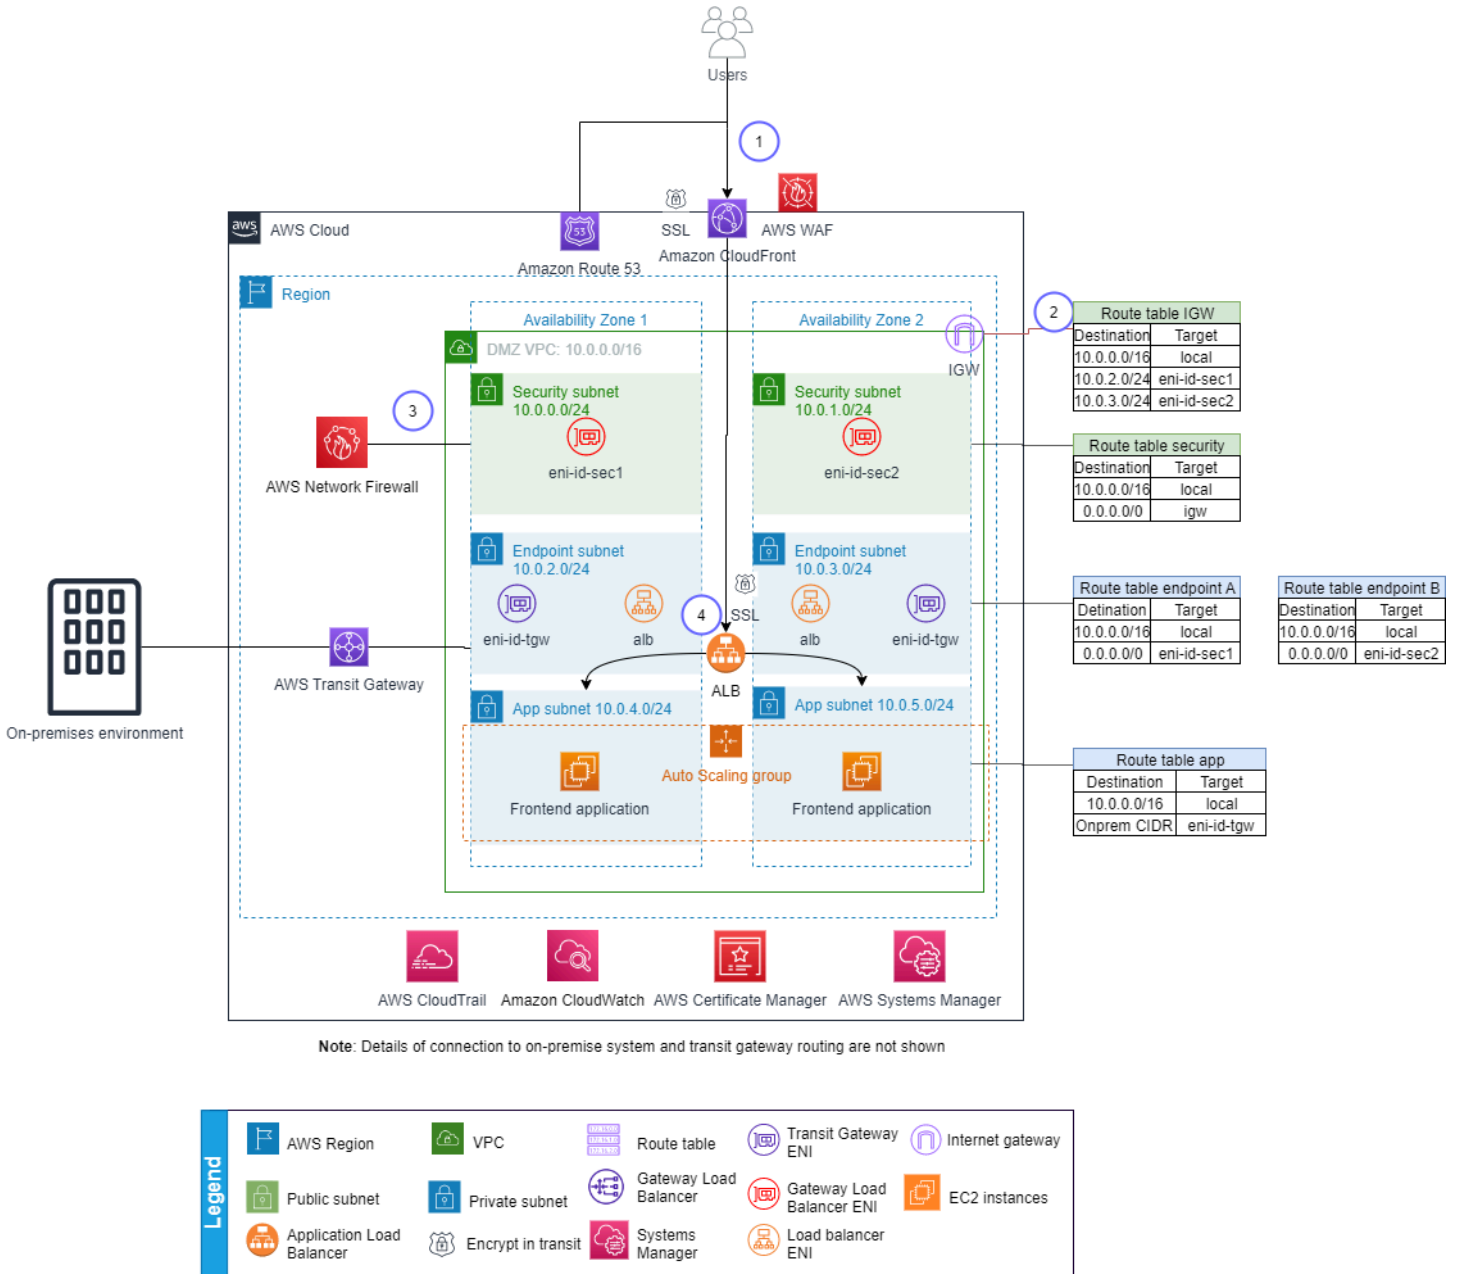 Users
1
aws
AWS Cloud
53
Amazon Route 53
SSL
Amazon CloudFront
AWS WAF
Region
Availability Zone 1
Availability Zone 2
DMZ VPC: 10.0.0.0/16
IGW
2
Route table IGW
Destination Target
10.0.0.0/16 local
10.0.2.0/24 eni-id-sec1
10.0.3.0/24 eni-id-sec2
Security subnet
10.0.0.0/24
eni-id-sec1
Security subnet
10.0.1.0/24
eni-id-sec2
3
AWS Network Firewall
Route table security
Destination Target
10.0.0.0/16 local
0.0.0.0/0 igw
Endpoint subnet
10.0.2.0/24
eni-id-tgw
alb
Endpoint subnet
10.0.3.0/24
alb
eni-id-tgw
4
SSL
ALB
Route table endpoint A
Detination Target
10.0.0.0/16 local
0.0.0.0/0 eni-id-sec1
Route table endpoint B
Destination Target
10.0.0.0/16 local
0.0.0.0/0 eni-id-sec2
On-premises environment
AWS Transit Gateway
App subnet 10.0.4.0/24
App subnet 10.0.5.0/24
Auto Scaling group
Frontend application
Frontend application
Route table app
Destination Target
10.0.0.0/16 local
Onprem CIDR eni-id-tgw
AWS CloudTrail
Amazon CloudWatch
AWS Certificate Manager
AWS Systems Manager
Note: Details of connection to on-premise system and transit gateway routing are not shown
Legend
AWS Region
VPC
Route table
Transit Gateway
ENI
Internet gateway
Public subnet
Private subnet
Gateway Load
Balancer
Gateway Load
Balancer ENI
EC2 instances
Application Load
Balancer
Encrypt in transit
Systems
Manager
Load balancer
ENI